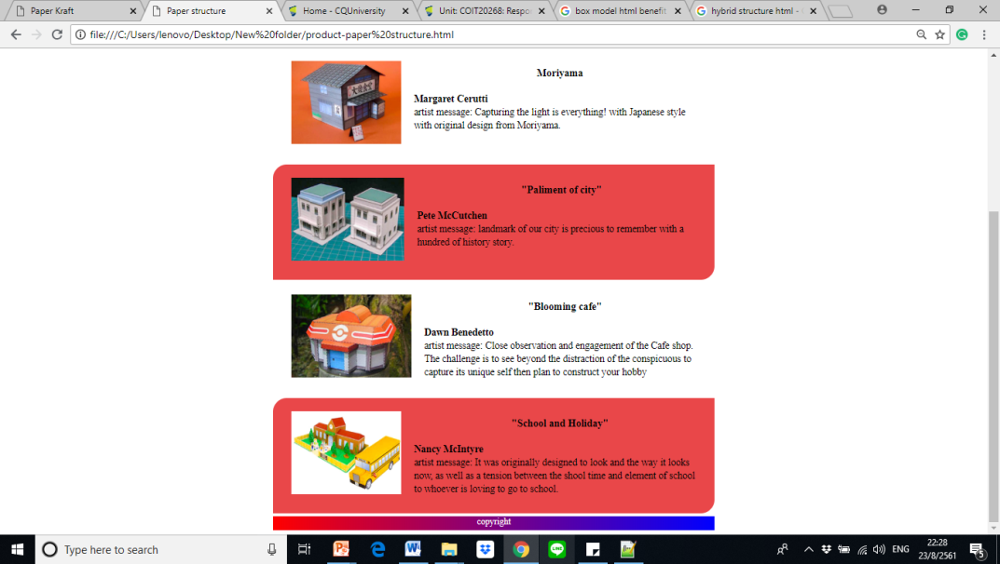 Paper Kraft
Paper structure
Home - CQUniversity
Unit: COIT20268: Respo
box model html benefit
hybrid structure html -
file:///C:/Users/lenovo/Desktop/New%20folder/product-paper%20structure.html
Moriyama
Margaret Cerutti
artist message: Capturing the light is everything! with Japanese style
with original design from Moriyama.
"Paliment of city"
Pete McCutchen
artist message: landmark of our city is precious to remember with a
hundred of history story.
"Blooming cafe"
Dawn Benedetto
artist message: Close observation and engagement of the Cafe shop.
The challenge is to see beyond the distraction of the conspicuous to
capture its unique self then plan to construct your hobby
"School and Holiday"
Nancy McIntyre
artist message: It was originally designed to look and the way it looks
now, as well as a tension between the shool time and element of school
to whoever is loving to go to school.
copyright
Type here to search
ENG
22:28
23/8/2561
5